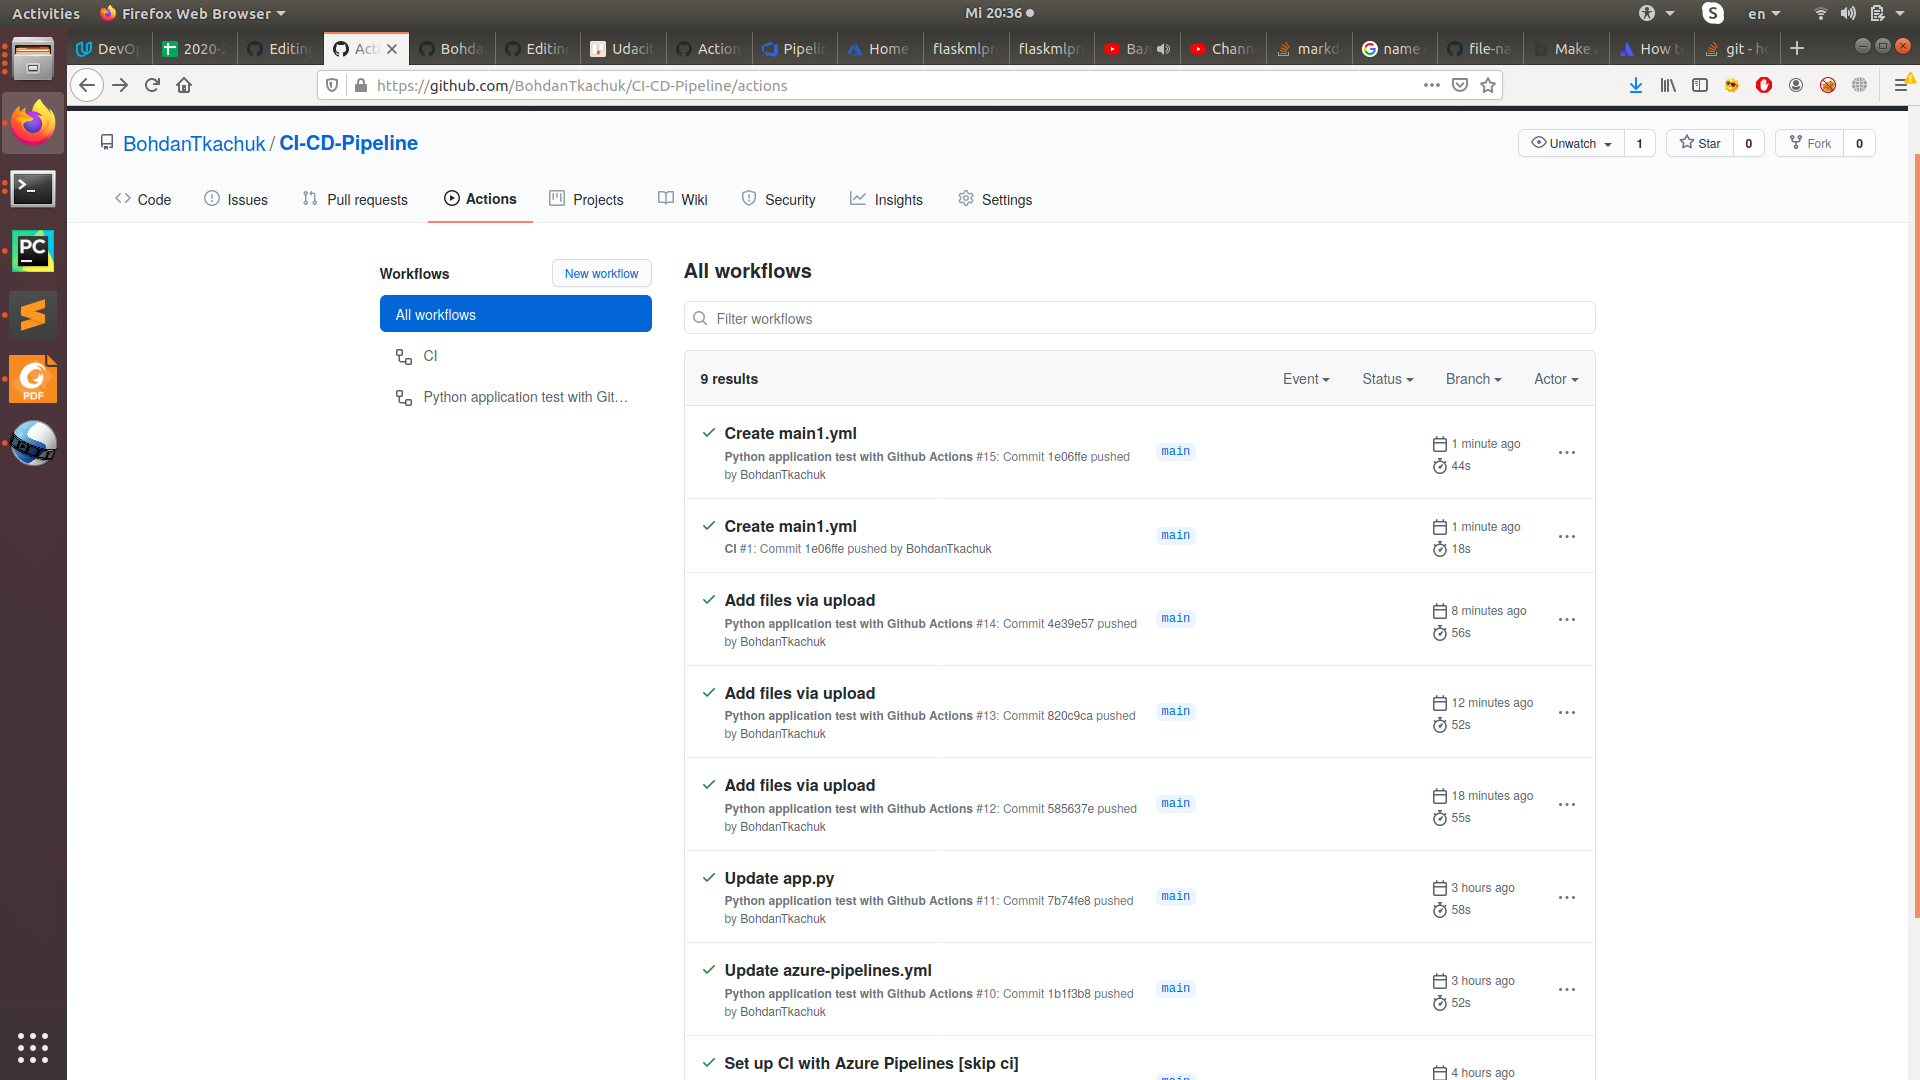 Activities Firefox Web Browser Mi 20:36 en
DevOp 2020-2 Editing Acti Bohda Editing Udacit Action Pipelin Home flaskmlpr flaskmlpr Вал Chann markd name file-na Make a How to git - ho
https://github.com/BohdanTkachuk/CI-CD-Pipeline/actions
BohdanTkachuk / CI-CD-Pipeline
Unwatch 1 Star 0 Fork 0
Code Issues Pull requests Actions Projects Wiki Security Insights Settings
Workflows
New workflow
All workflows
CI
Python application test with Git…
All workflows
Filter workflows
9 results Event Status Branch Actor
Create main1.yml
Python application test with Github Actions #15: Commit 1e06ffe pushed
by BohdanTkachuk
main
1 minute ago
44s
Create main1.yml
CI #1: Commit 1e06ffe pushed by BohdanTkachuk
main
1 minute ago
18s
Add files via upload
Python application test with Github Actions #14: Commit 4e39e57 pushed
by BohdanTkachuk
main
8 minutes ago
56s
Add files via upload
Python application test with Github Actions #13: Commit 820c9ca pushed
by BohdanTkachuk
main
12 minutes ago
52s
Add files via upload
Python application test with Github Actions #12: Commit 585637e pushed
by BohdanTkachuk
main
18 minutes ago
55s
Update app.py
Python application test with Github Actions #11: Commit 7b74fe8 pushed
by BohdanTkachuk
main
3 hours ago
58s
Update azure-pipelines.yml
Python application test with Github Actions #10: Commit 1b1f3b8 pushed
by BohdanTkachuk
main
3 hours ago
52s
Set up CI with Azure Pipelines [skip ci]
main
4 hours ago
PC
PDF